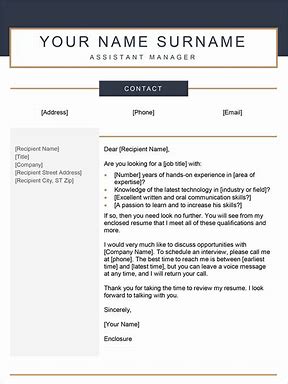 YOUR NAME SURNAME
ASSISTANT MANAGER
CONTACT
[Address] [Phone] [Email]
[Recipient Name]
[Title]
[Company]
[Recipient Street Address]
[Recipient City, ST Zip]
Dear [Recipient Name],
Are you looking for a [job title] with:
• [Number] years of hands-on experience in [area of
expertise]?
• Knowledge of the latest technology in [industry or field]?
• [Excellent written and oral communication skills?]
• [A passion to learn and to increase his skills?]
If so, then you need look no further. You will see from my
enclosed resume that I meet all of these qualifications and
more.
I would very much like to discuss opportunities with
[Company Name]. To schedule an interview, please call me
at [phone]. The best time to reach me is between [earliest
time] and [latest time], but you can leave a voice message
at any time, and I will return your call.
Thank you for taking the time to review my resume. I look
forward to talking with you.
Sincerely,
[Your Name]
Enclosure